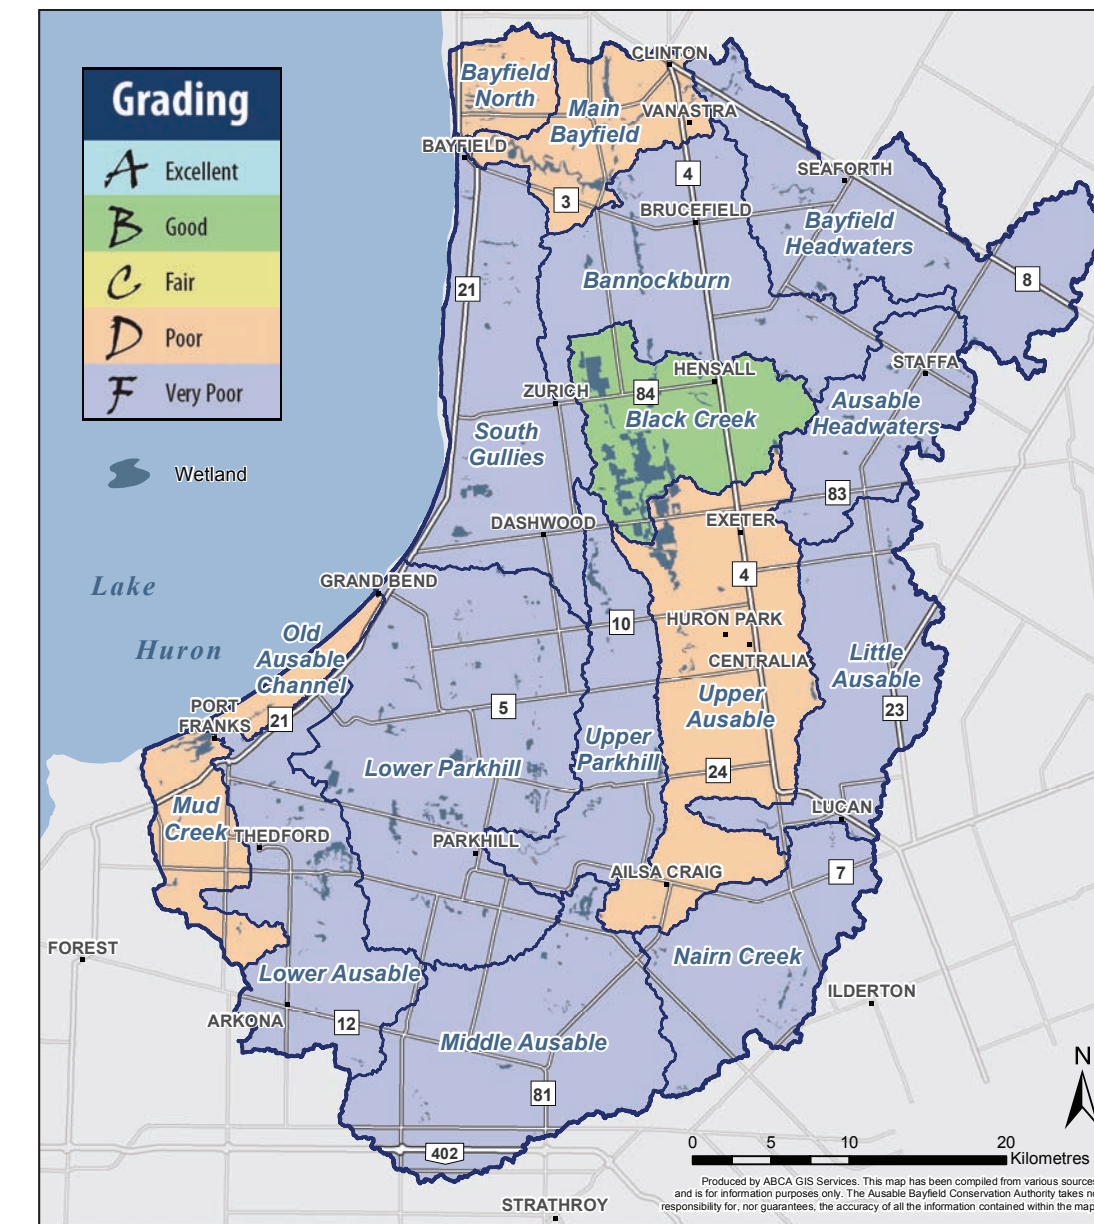 Grading
A Excellent
B Good
C Fair
D Poor
F Very Poor
Wetland
Lake
Huron
CLINTON
Bayfield
North
Main
Bayfield
VANASTRA
BAYFIELD
4
SEAFORTH
3
BRUCEFIELD
Bayfield
Headwaters
21
Bannockburn
8
STAFFA
HENSALL
ZURICH
84
Black Creek
Ausable
Headwaters
South
Gullies
83
DASHWOOD
EXETER
GRAND BEND
4
10
HURON PARK
CENTRALIA
Old
Ausable
Channel
Little
Ausable
PORT
FRANKS
21
5
Upper
Ausable
23
Upper
Parkhill
Lower Parkhill
24
Mud
Creek
THEDFORD
PARKHILL
LUCAN
AILSA CRAIG
7
FOREST
Nairn Creek
Lower Ausable
ILDERTON
ARKONA
12
Middle Ausable
81
402
STRATHROY
N
0 5 10 20
Kilometres
Produced by ABCA GIS Services. This map has been compiled from various sources
and is for information purposes only. The Ausable Bayfield Conservation Authority takes no
responsibility for, nor guarantees, the accuracy of all the information contained within the map.